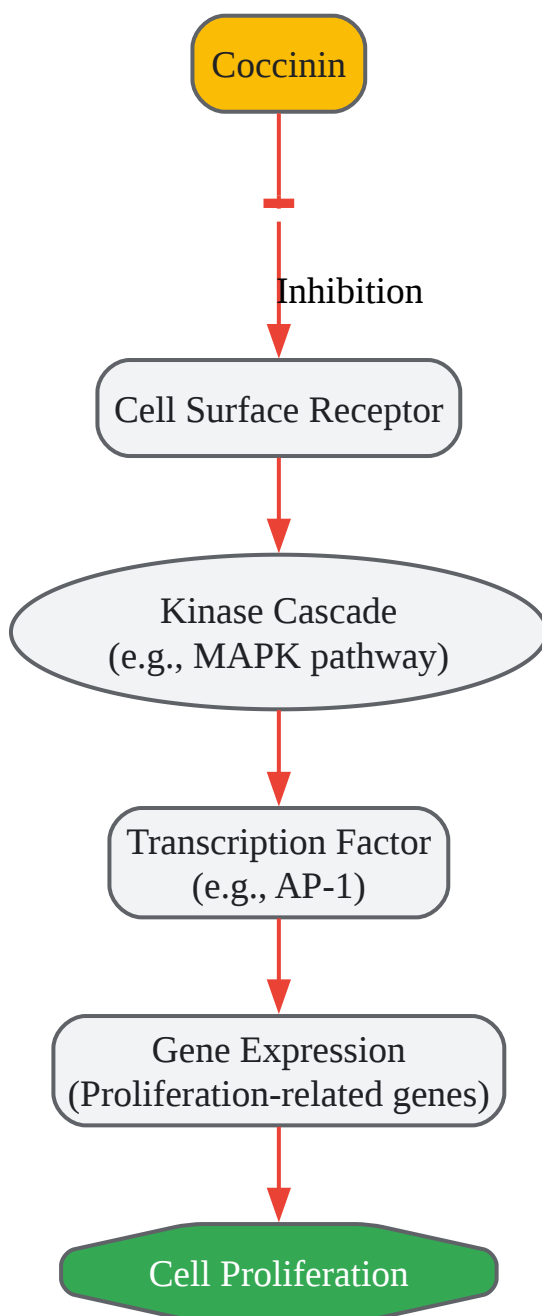 Coccinin
Inhibition
Cell Surface Receptor
Kinase Cascade
(e.g., MAPK pathway)
Transcription Factor
(e.g., AP-1)
Gene Expression
(Proliferation-related genes)
Cell Proliferation